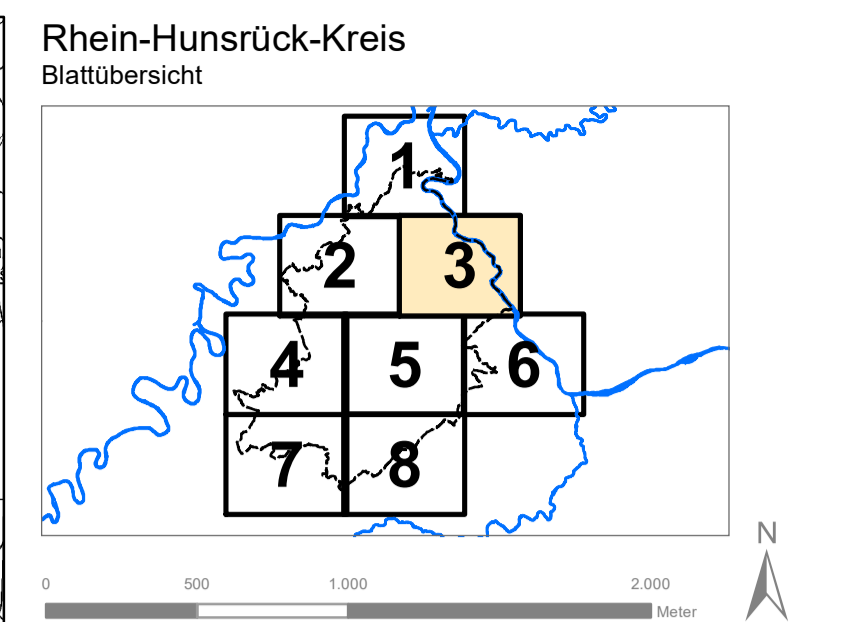 Rhein-Hunsrück-Kreis
Blattübersicht
1
2 3
4 5 6
7 8
N
0 500 1.000 2.000
Meter